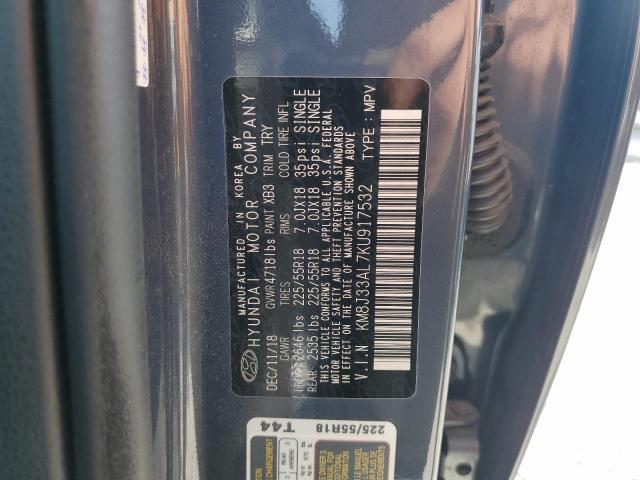 MANUFACTURED IN KOREA BY
HYUNDAI MOTOR COMPANY
DEC/11/18 GVWR 4718 lbs PAINT XB3 TRIM TRY
GAWR TIRES RIMS COLD TIRE INFL
FRONT 2646 lbs 225/55R18 7.0JX18 35psi SINGLE
REAR 2535 lbs 225/55R18 7.0JX18 35psi SINGLE
THIS VEHICLE CONFORMS TO ALL APPLICABLE U.S.A. FEDERAL
MOTOR VEHICLE SAFETY, BUMPER AND THEFT PREVENTION STANDARDS
IN EFFECT ON THE DATE OF MANUFACTURE SHOWN ABOVE
V.I.N KM8J33AL7KU917532 TYPE : MPV
T44
225/55R18
REAR
ARRIERE